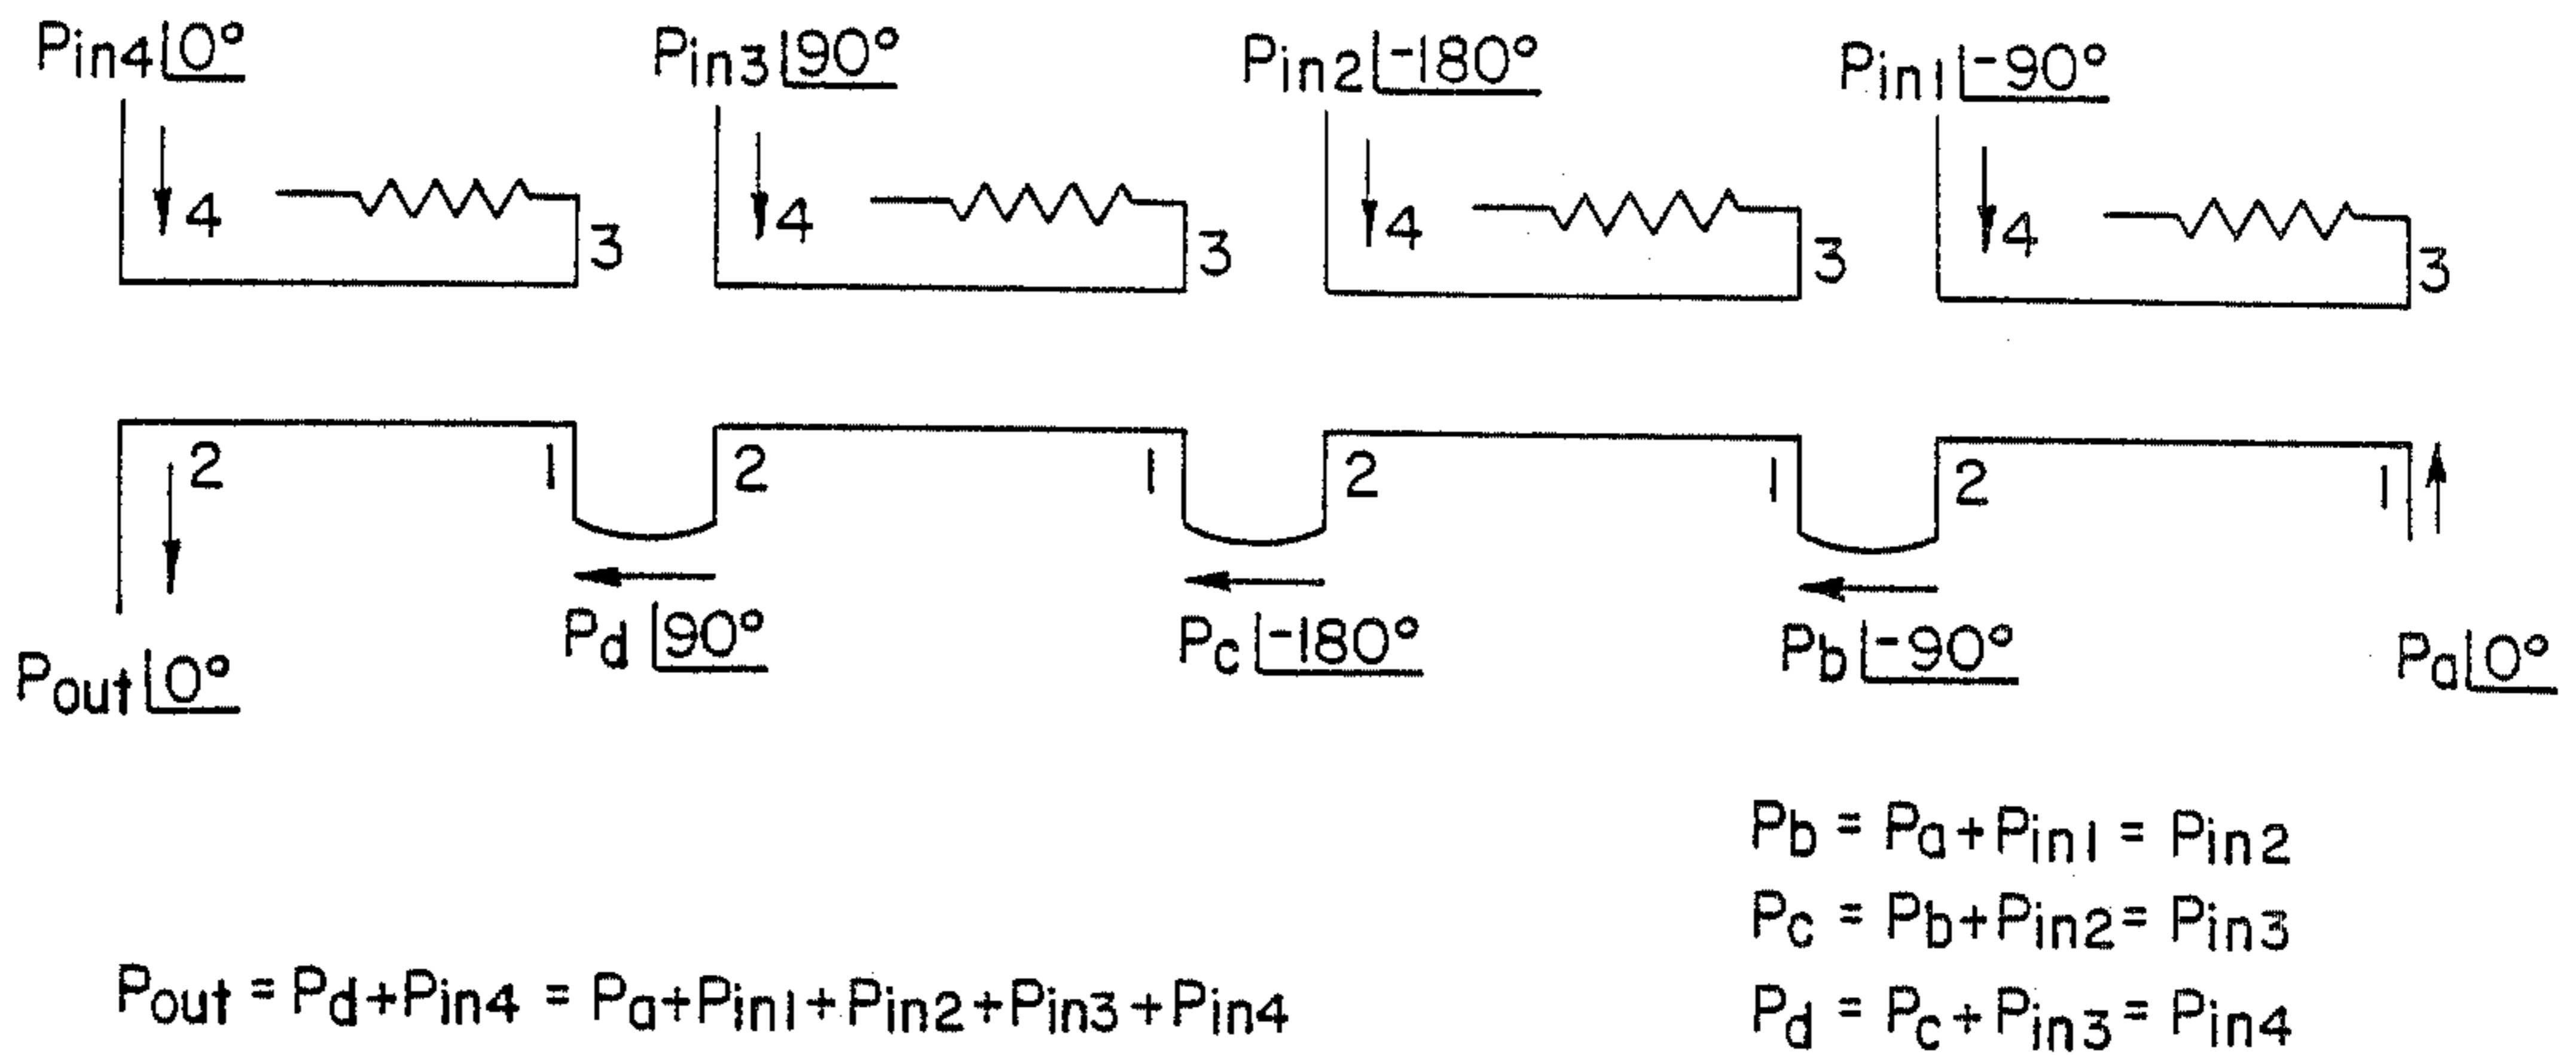 Pin4 0° Pin3 90° Pin2 -180° Pin1 -90°
4 3 4 3 4 3 4 3
2 1 2 1 2 1 2 1
Pd 90° Pc -180° Pb -90°
Pout 0° Pa 0°
Pb = Pa+Pin1 = Pin2
Pc = Pb+Pin2 = Pin3
Pd = Pc+Pin3 = Pin4
Pout = Pd+Pin4 = Pa+Pin1+Pin2+Pin3+Pin4